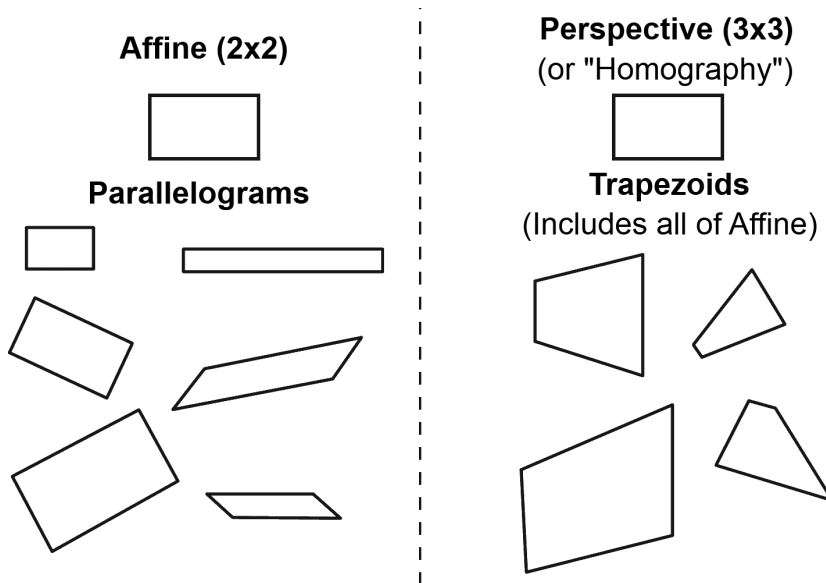 Affine (2x2)
Parallelograms
Perspective (3x3)
(or "Homography")
Trapezoids
(Includes all of Affine)